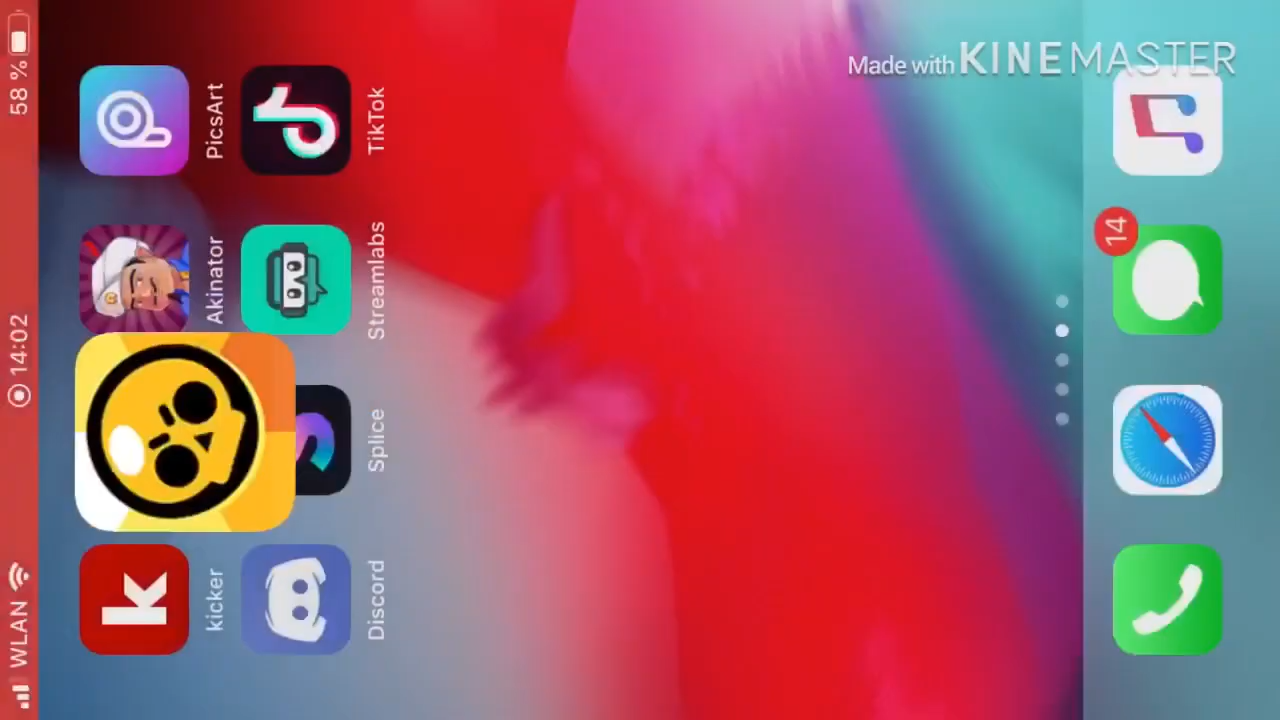 Made with KINEMASTER
WLAN
14:02
58 %
kicker
Akinator
PicsArt
Discord
Splice
Streamlabs
TikTok
14